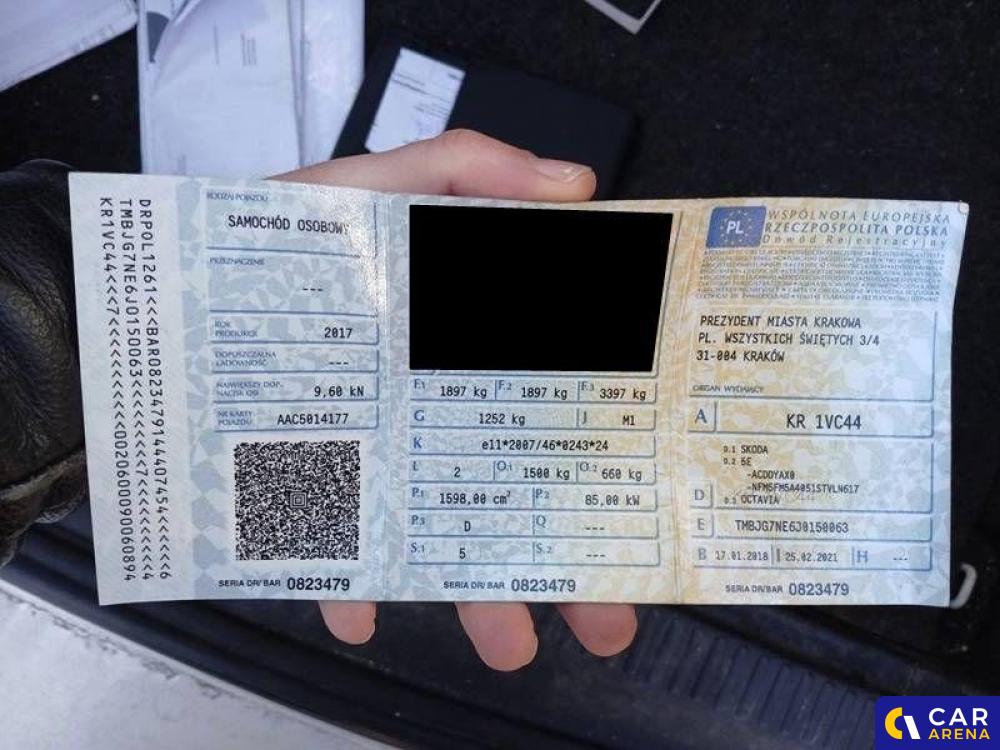 DRPOL1261<<<BAR0823479144407454<<<<<6
TMBJG7NE6J0150063<<<<<<<<<7<<<<<<<<4
RODZAJ POJAZDU
SAMOCHÓD OSOBOWY
PRZEZNACZENIE
---
ROK
PRODUKCJI
2017
DOPUSZCZALNA
ŁADOWNOŚĆ
---
NAJWIĘKSZY DOP.
NACISK OSI
9,60 kN
NR KARTY
POJAZDU
AAC5014177
SERIA DR/BAR 0823479
F.1 1897 kg F.2 1897 kg F.3 3397 kg
G 1252 kg J M1
K e11*2007/46*0243*24
L 2 O.1 1500 kg O.2 660 kg
P.1 1598,00 cm³ P.2 85,00 kW
P.3 D Q ---
S.1 5 S.2 ---
SERIA DR/BAR 0823479
PL
WSPÓLNOTA EUROPEJSKA
RZECZPOSPOLITA POLSKA
Dowód Rejestracyjny
PREZYDENT MIASTA KRAKOWA
PL. WSZYSTKICH ŚWIĘTYCH 3/4
31-004 KRAKÓW
ORGAN WYDAJĄCY
A KR 1VC44
D.1 SKODA
D.2 5E
-ACDDYAX0
-NFM5FM5A4051STVLN617
D D.3 OCTAVIA
E TMBJG7NE6J0150063
B 17.01.2018 I 25.02.2021 H ---
SERIA DR/BAR 0823479
CAR
ARENA